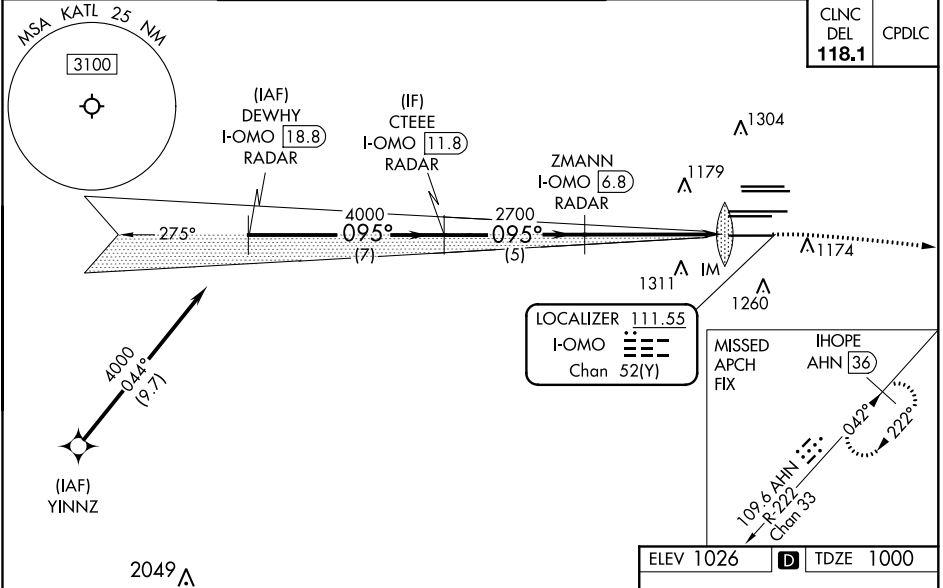 MSA KATL 25 NM
3100
CLNC
DEL
118.1
CPDLC
(IAF)
DEWHY
I-OMO 18.8
RADAR
(IF)
CTEEE
I-OMO 11.8
RADAR
ZMANN
I-OMO 6.8
RADAR
1304
1179
275°
4000
095°
(7)
2700
095°
(5)
1174
1311
IM
1260
4000
044°
(9.7)
(IAF)
YINNZ
2049
LOCALIZER 111.55
I-OMO
Chan 52(Y)
MISSED
APCH
FIX
IHOPE
AHN 36
042°
222°
109.6 AHN
R-222
Chan 33
ELEV 1026
D
TDZE 1000